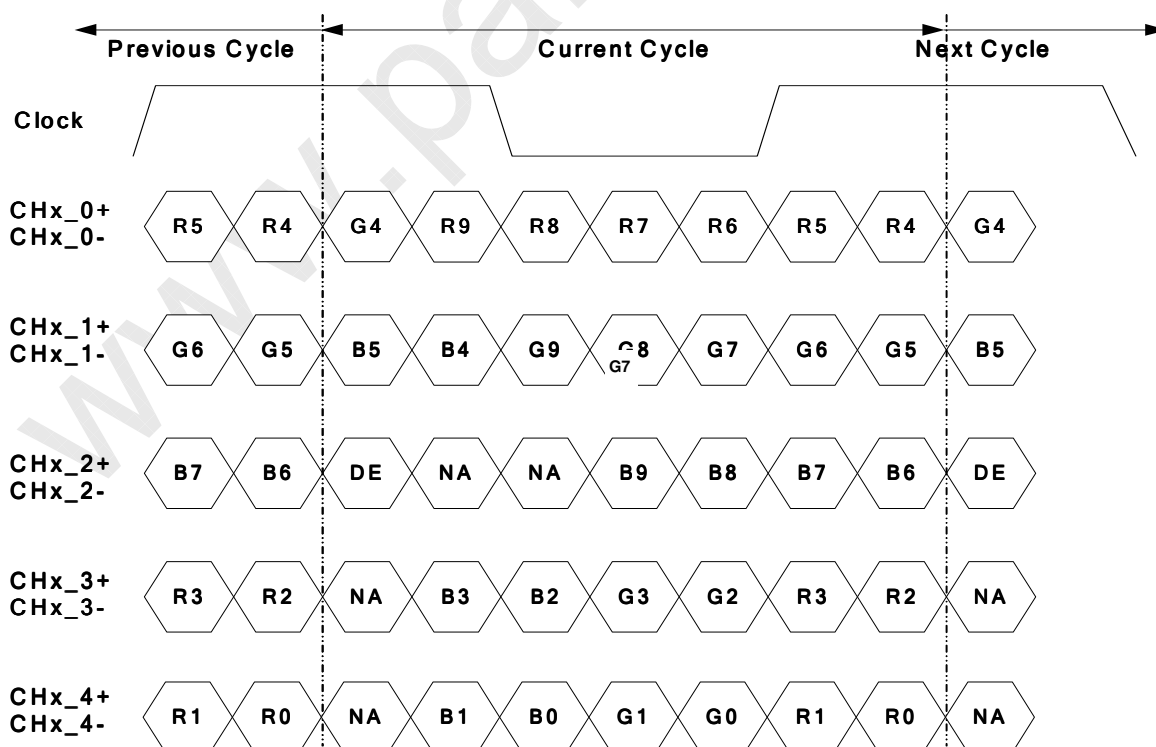 Previous Cycle Current Cycle Next Cycle
Clock
CHx_0+
CHx_0-
R5 R4 G4 R9 R8 R7 R6 R5 R4 G4
CHx_1+
CHx_1-
G6 G5 B5 B4 G9 G8 G7 G6 G5 B5
G7
CHx_2+
CHx_2-
B7 B6 DE NA NA B9 B8 B7 B6 DE
CHx_3+
CHx_3-
R3 R2 NA B3 B2 G3 G2 R3 R2 NA
CHx_4+
CHx_4-
R1 R0 NA B1 B0 G1 G0 R1 R0 NA
www.pa